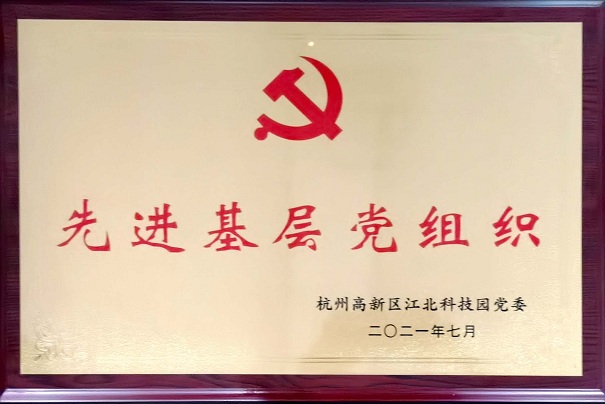 先进基层党组织
杭州高新区江北科技园党委
二〇二一年七月